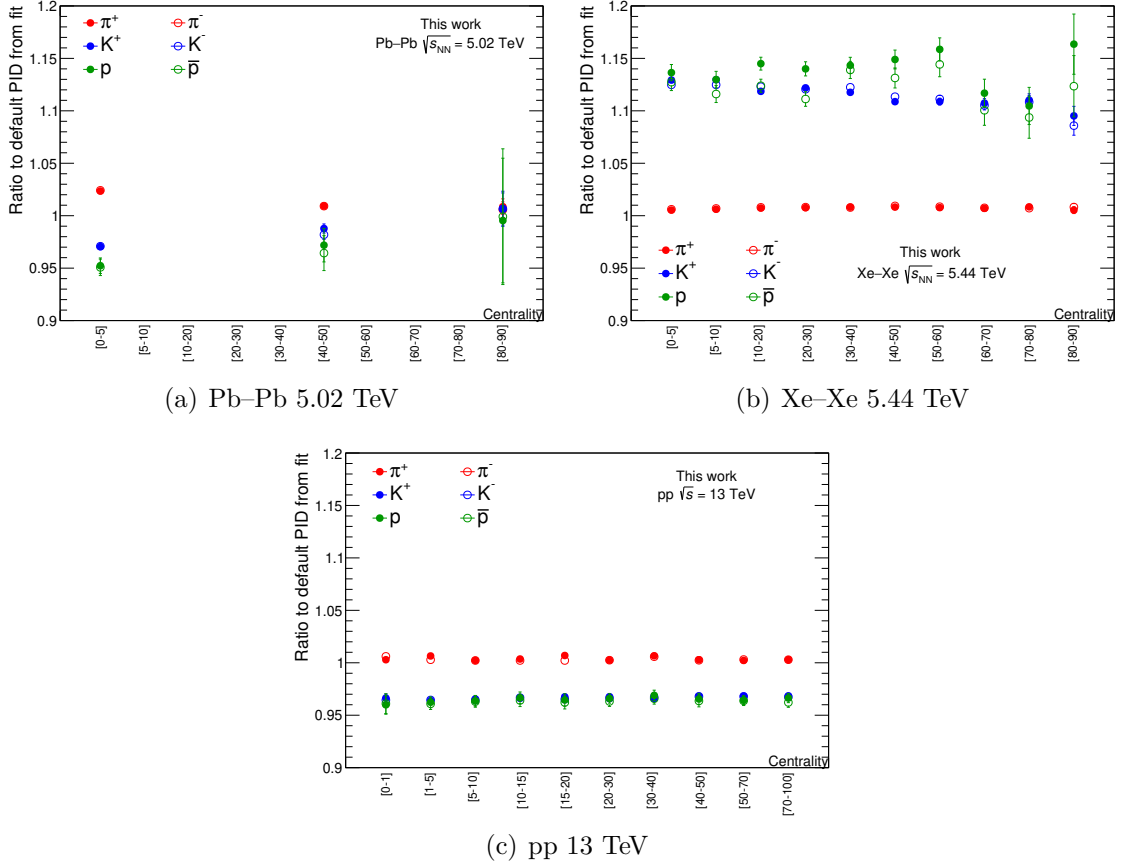 Ratio to default PID from fit
1.2
1.15
1.1
1.05
1
0.95
0.9
π⁺ π⁻
K⁺ K⁻
p p̅
This work
Pb–Pb √sNN = 5.02 TeV
Centrality
[0-5] [5-10] [10-20] [20-30] [30-40] [40-50] [50-60] [60-70] [70-80] [80-90]
(a) Pb–Pb 5.02 TeV
Ratio to default PID from fit
1.2
1.15
1.1
1.05
1
0.95
0.9
π⁺ π⁻
K⁺ K⁻
p p̅
This work
Xe–Xe √sNN = 5.44 TeV
Centrality
[0-5] [5-10] [10-20] [20-30] [30-40] [40-50] [50-60] [60-70] [70-80] [80-90]
(b) Xe–Xe 5.44 TeV
Ratio to default PID from fit
1.2
1.15
1.1
1.05
1
0.95
0.9
π⁺ π⁻
K⁺ K⁻
p p̅
This work
pp √s = 13 TeV
Centrality
[0-1] [1-5] [5-10] [10-15] [15-20] [20-30] [30-40] [40-50] [50-70] [70-100]
(c) pp 13 TeV